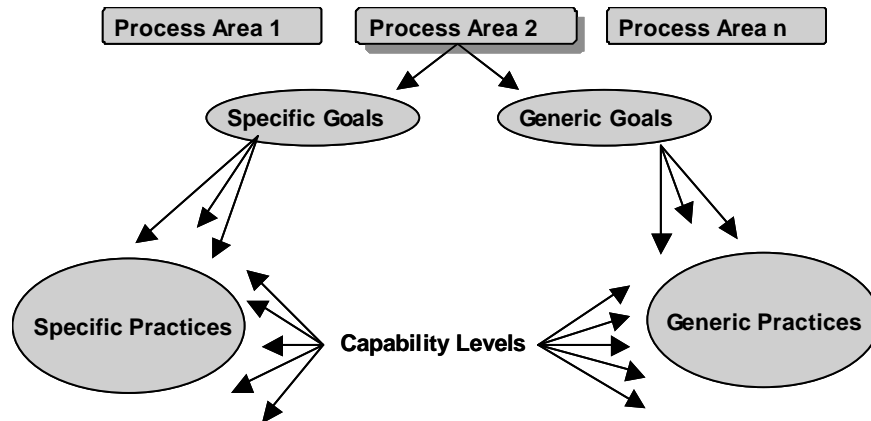 Process Area 1
Process Area 2
Process Area n
Specific Goals
Generic Goals
Specific Practices
Capability Levels
Generic Practices